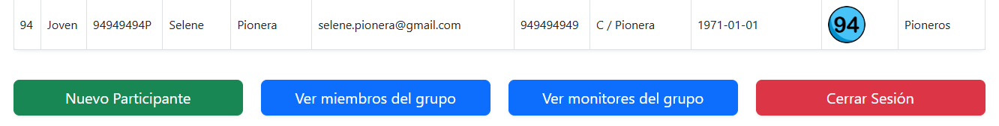 94 Joven 94949494P Selene Pionera selene.pionera@gmail.com 949494949 C / Pionera 1971-01-01 94 Pioneros
Nuevo Participante Ver miembros del grupo Ver monitores del grupo Cerrar Sesión